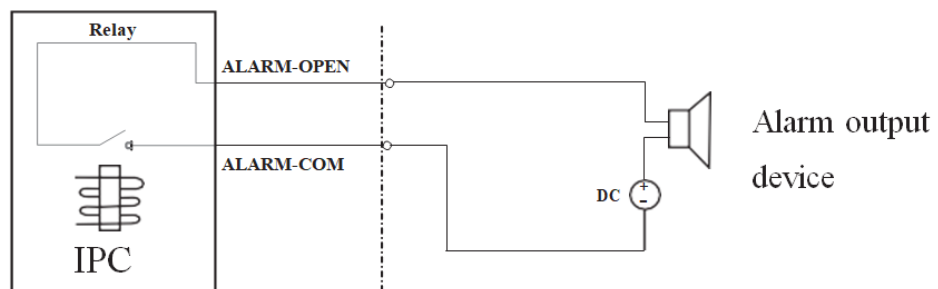 Relay
ALARM-OPEN
ALARM-COM
IPC
DC
+
-
Alarm output
device